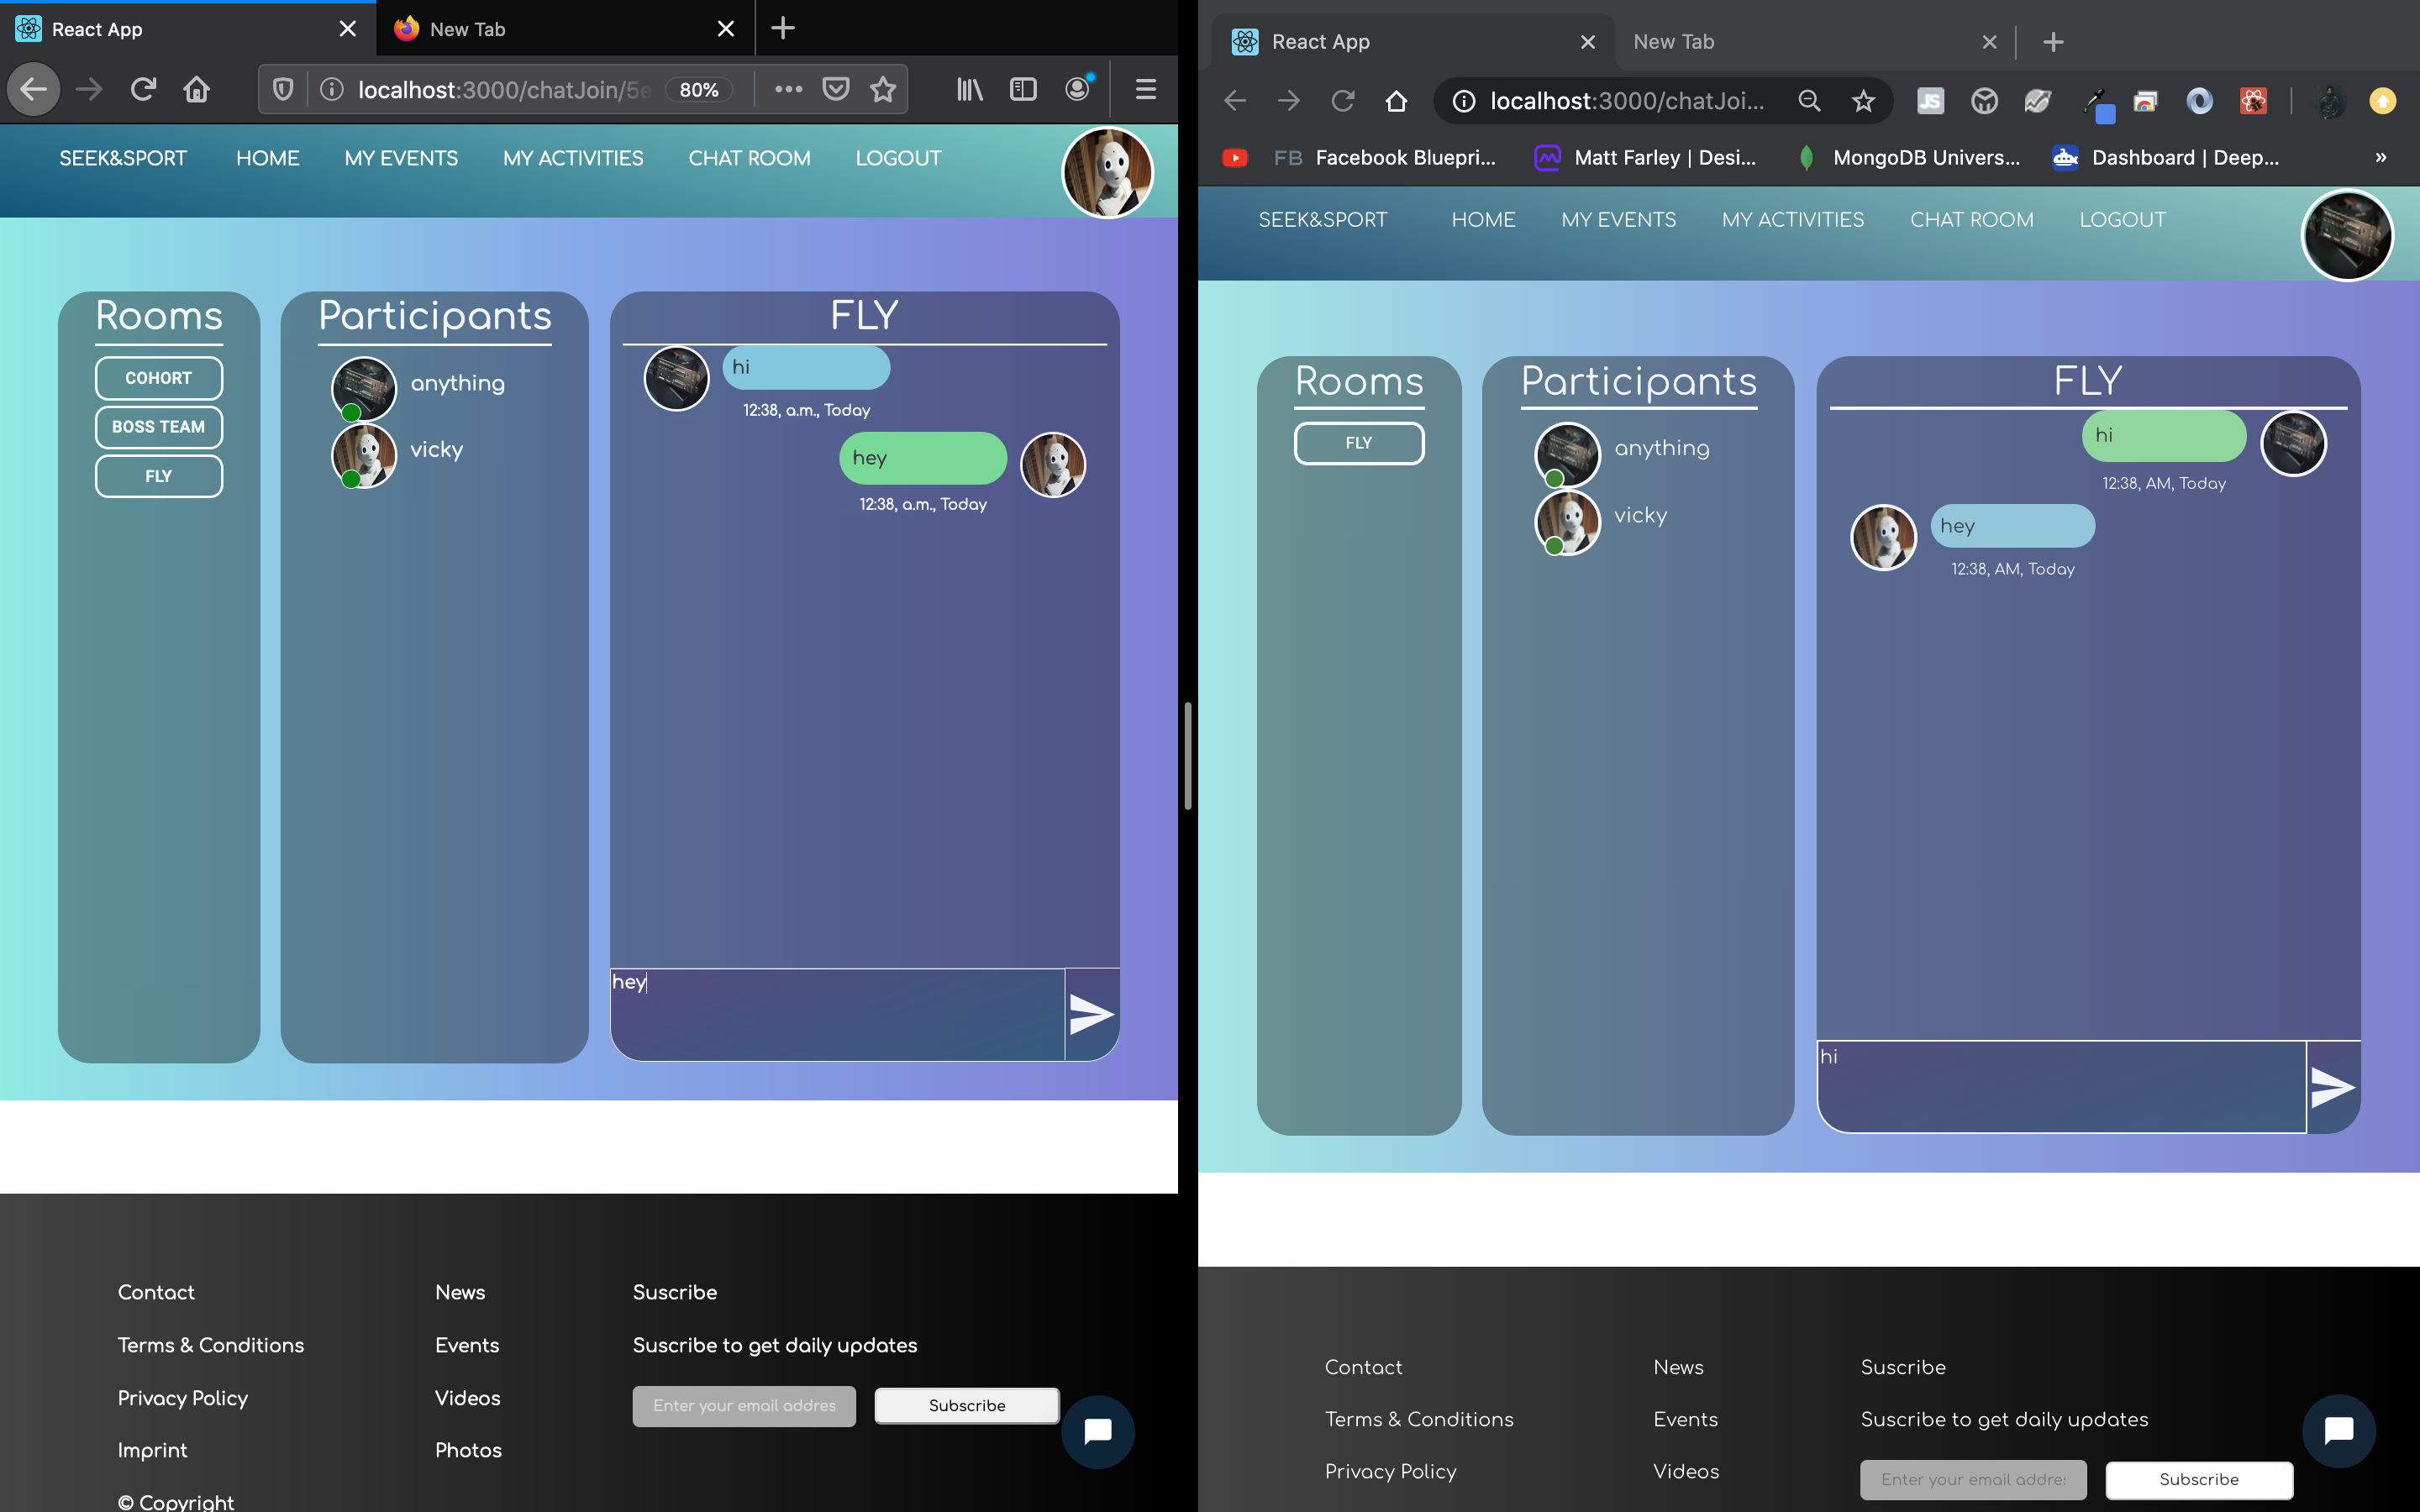 React App
New Tab
localhost:3000/chatJoin/5e
80%
SEEK&SPORT
HOME
MY EVENTS
MY ACTIVITIES
CHAT ROOM
LOGOUT
Rooms
COHORT
BOSS TEAM
FLY
Participants
anything
vicky
FLY
hi
12:38, a.m., Today
hey
12:38, a.m., Today
hey
Contact
Terms & Conditions
Privacy Policy
Imprint
© Copyright
News
Events
Videos
Photos
Suscribe
Suscribe to get daily updates
Enter your email addres
Subscribe
React App
New Tab
localhost:3000/chatJoi...
JS
FB
Facebook Bluepri...
Matt Farley | Desi...
MongoDB Univers...
Dashboard | Deep...
»
SEEK&SPORT
HOME
MY EVENTS
MY ACTIVITIES
CHAT ROOM
LOGOUT
Rooms
FLY
Participants
anything
vicky
FLY
hi
12:38, AM, Today
hey
12:38, AM, Today
hi
Contact
Terms & Conditions
Privacy Policy
News
Events
Videos
Suscribe
Suscribe to get daily updates
Enter your email addre
Subscribe